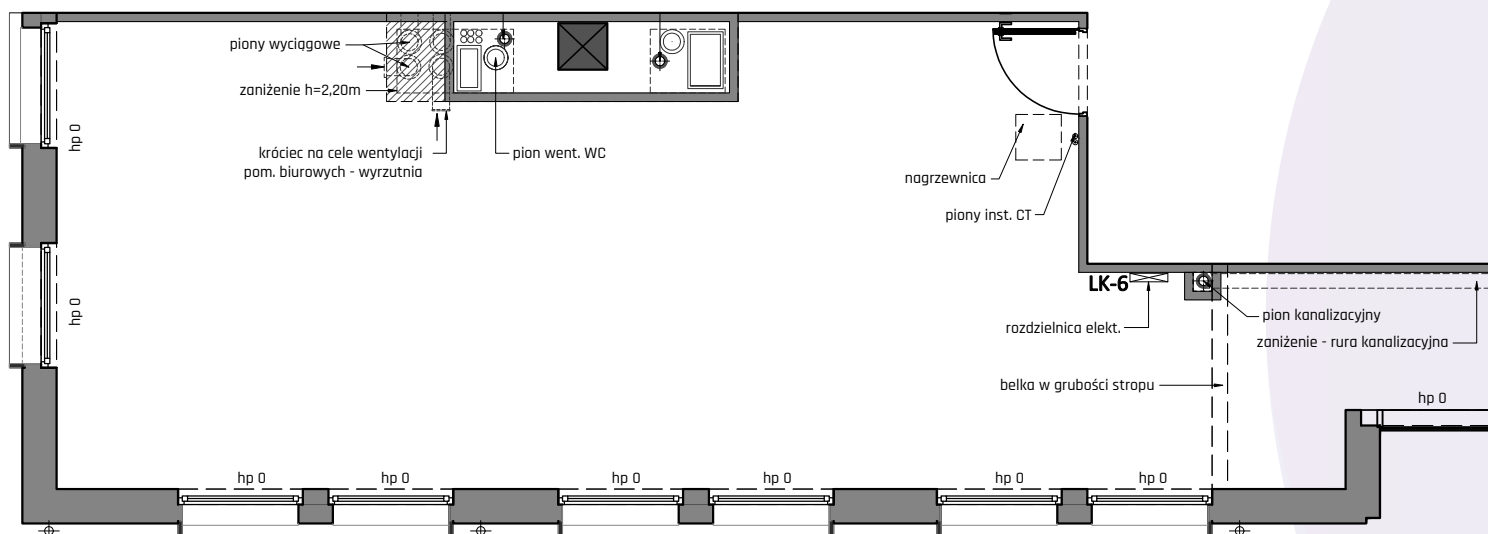 piony wyciągowe
zaniżenie h=2,20m
króciec na cele wentylacji
pom. biurowych - wyrzutnia
pion went. WC
hp 0
hp 0
nagrzewnica
piony inst. CT
LK-6
rozdzielnica elekt.
pion kanalizacyjny
zaniżenie - rura kanalizacyjna
belka w grubości stropu
hp 0
hp 0
hp 0
hp 0
hp 0
hp 0
hp 0